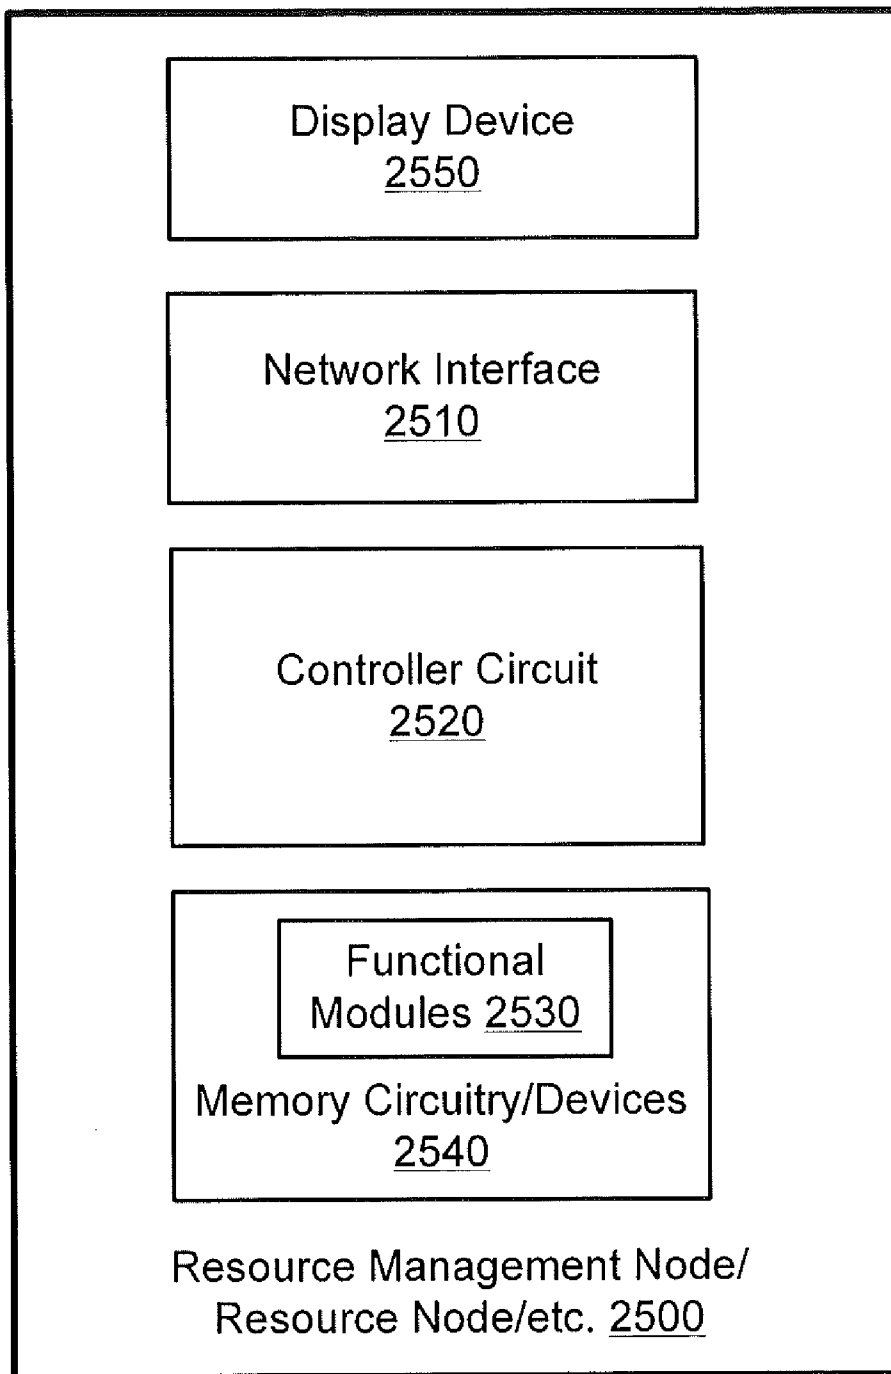 Display Device
2550
Network Interface
2510
Controller Circuit
2520
Functional
Modules 2530
Memory Circuitry/Devices
2540
Resource Management Node/
Resource Node/etc. 2500